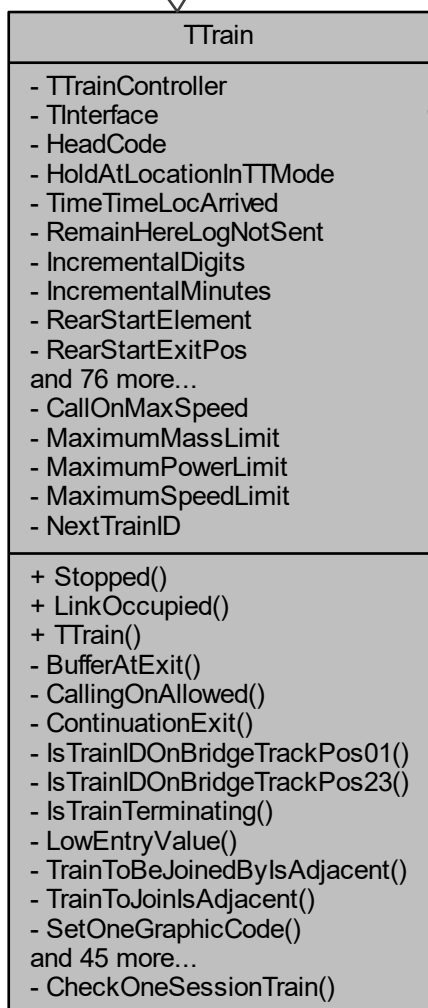 TTrain
- TTrainController
- TInterface
- HeadCode
- HoldAtLocationInTTMode
- TimeTimeLocArrived
- RemainHereLogNotSent
- IncrementalDigits
- IncrementalMinutes
- RearStartElement
- RearStartExitPos
and 76 more...
- CallOnMaxSpeed
- MaximumMassLimit
- MaximumPowerLimit
- MaximumSpeedLimit
- NextTrainID
+ Stopped()
+ LinkOccupied()
+ TTrain()
- BufferAtExit()
- CallingOnAllowed()
- ContinuationExit()
- IsTrainIDOnBridgeTrackPos01()
- IsTrainIDOnBridgeTrackPos23()
- IsTrainTerminating()
- LowEntryValue()
- TrainToBeJoinedByIsAdjacent()
- TrainToJoinIsAdjacent()
- SetOneGraphicCode()
and 45 more...
- CheckOneSessionTrain()